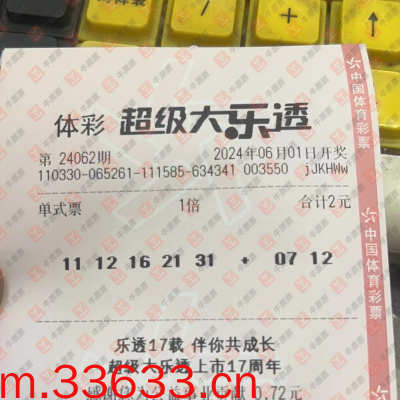 体彩 超级大乐透
第 24062期 2024年06月01日开奖
110330-065261-111585-634341 003550 jJKHWw
单式票 1倍 合计2元
11 12 16 21 31 + 07 12
乐透17载 伴你共成长
超级大乐透上市17周年
0.72元
m.33633.cn
中国体育彩票
中国体育彩票